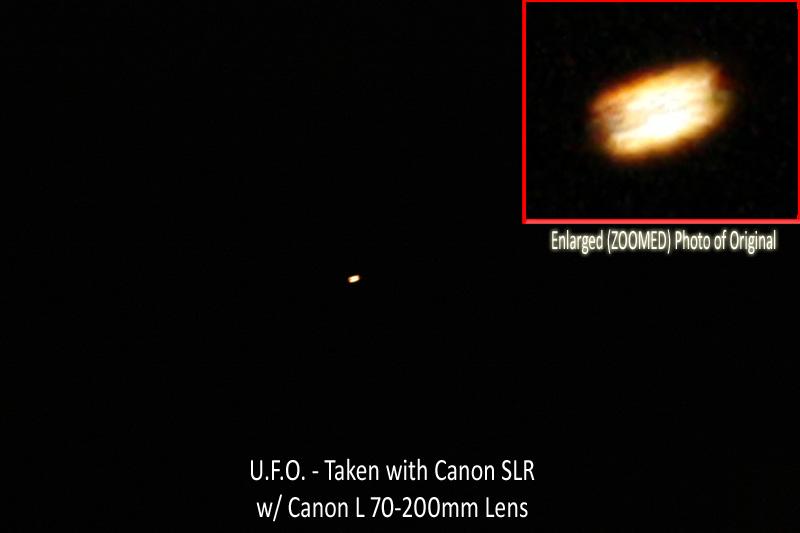 Enlarged (ZOOMED) Photo of Original
U.F.O. - Taken with Canon SLR
w/ Canon L 70-200mm Lens